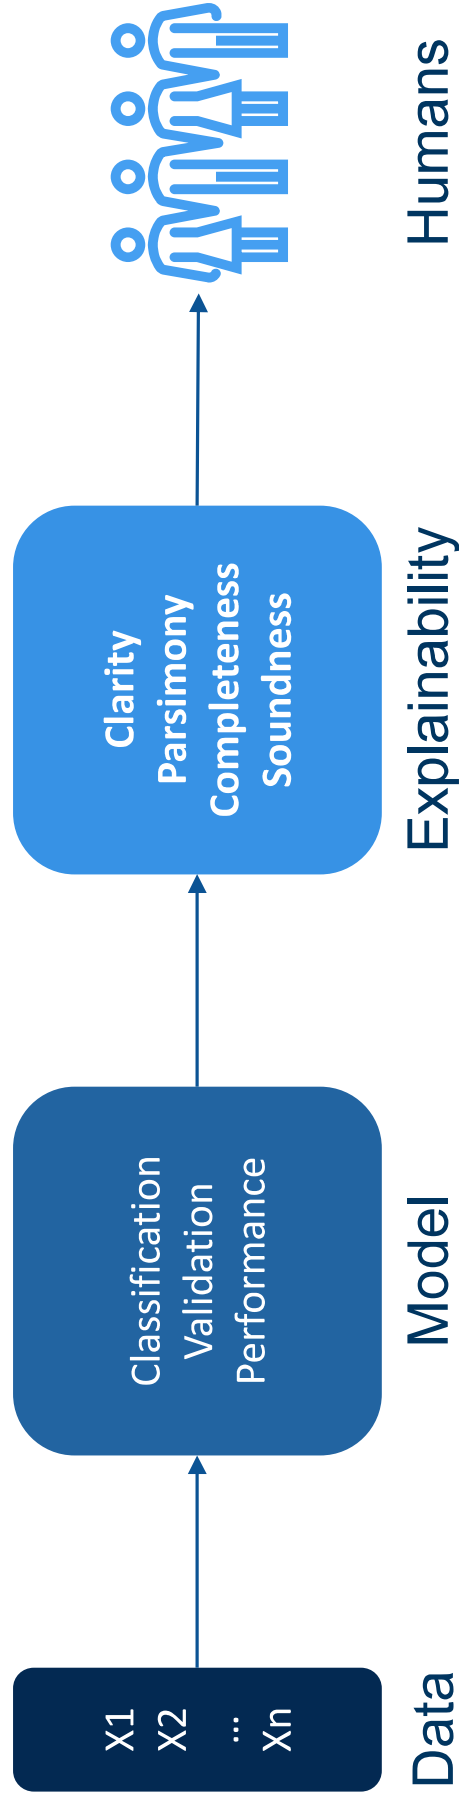 X1
X2
...
Xn
Data
Classification
Validation
Performance
Model
Clarity
Parsimony
Completeness
Soundness
Explainability
Humans